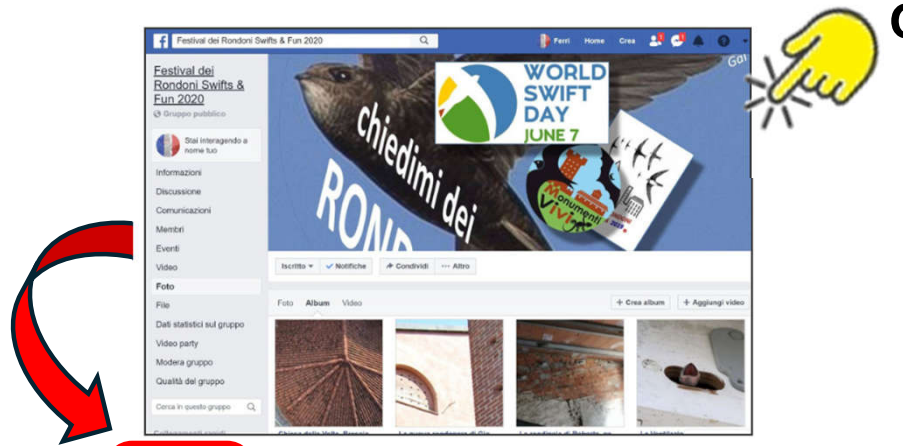 Festival dei Rondoni Swifts & Fun 2020
Ferri Home Crea
Festival dei
Rondoni Swifts &
Fun 2020
Gruppo pubblico
Stai interagendo a
nome tuo
Informazioni
Discussione
Comunicazioni
Membri
Eventi
Video
Foto
File
Dati statistici sul gruppo
Video party
Modera gruppo
Qualità del gruppo
Cerca in questo gruppo
WORLD
SWIFT
DAY
JUNE 7
chiedimi dei
Monumenti
Vivi
Iscritto Notifiche Condividi Altro
Foto Album Video + Crea album + Aggiungi video